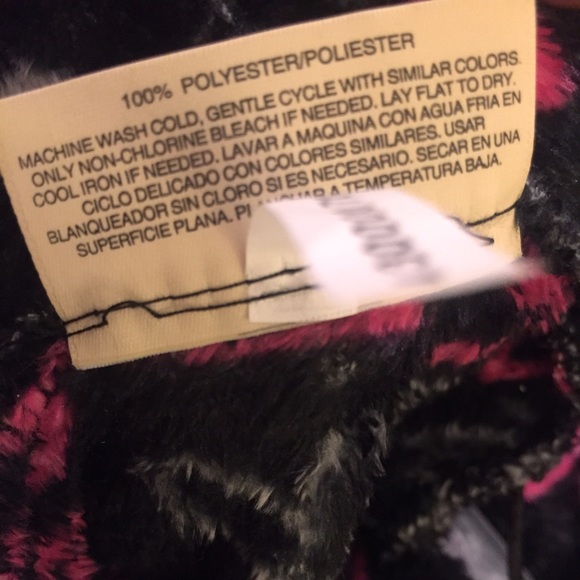 100% POLYESTER/POLIESTER
MACHINE WASH COLD, GENTLE CYCLE WITH SIMILAR COLORS.
ONLY NON-CHLORINE BLEACH IF NEEDED. LAY FLAT TO DRY.
COOL IRON IF NEEDED. LAVAR A MAQUINA CON AGUA FRIA EN
CICLO DELICADO CON COLORES SIMILARES. USAR
BLANQUEADOR SIN CLORO SI ES NECESARIO. SECAR EN UNA
SUPERFICIE PLANA. A TEMPERATURA BAJA.